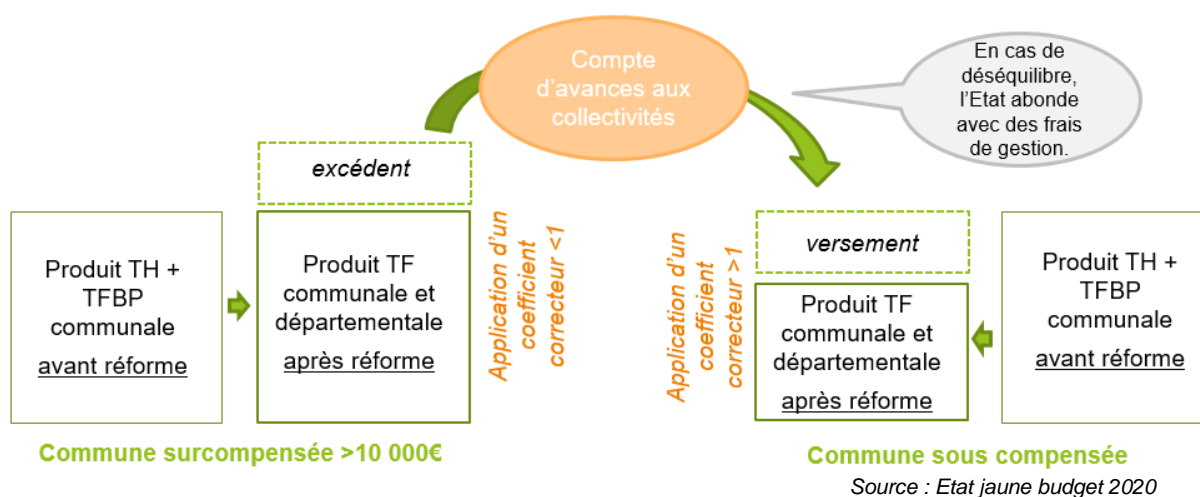 Compte
d'avances aux
collectivités
En cas de
déséquilibre,
l'Etat abonde
avec des frais
de gestion.
excédent
Produit TH +
TFBP
communale
avant réforme
Produit TF
communale et
départementale
après réforme
Application d'un
coefficient
correcteur <1
Commune surcompensée >10 000€
Application d'un
coefficient
correcteur >1
versement
Produit TF
communale et
départementale
après réforme
Produit TH +
TFBP
communale
avant réforme
Commune sous compensée
Source : Etat jaune budget 2020